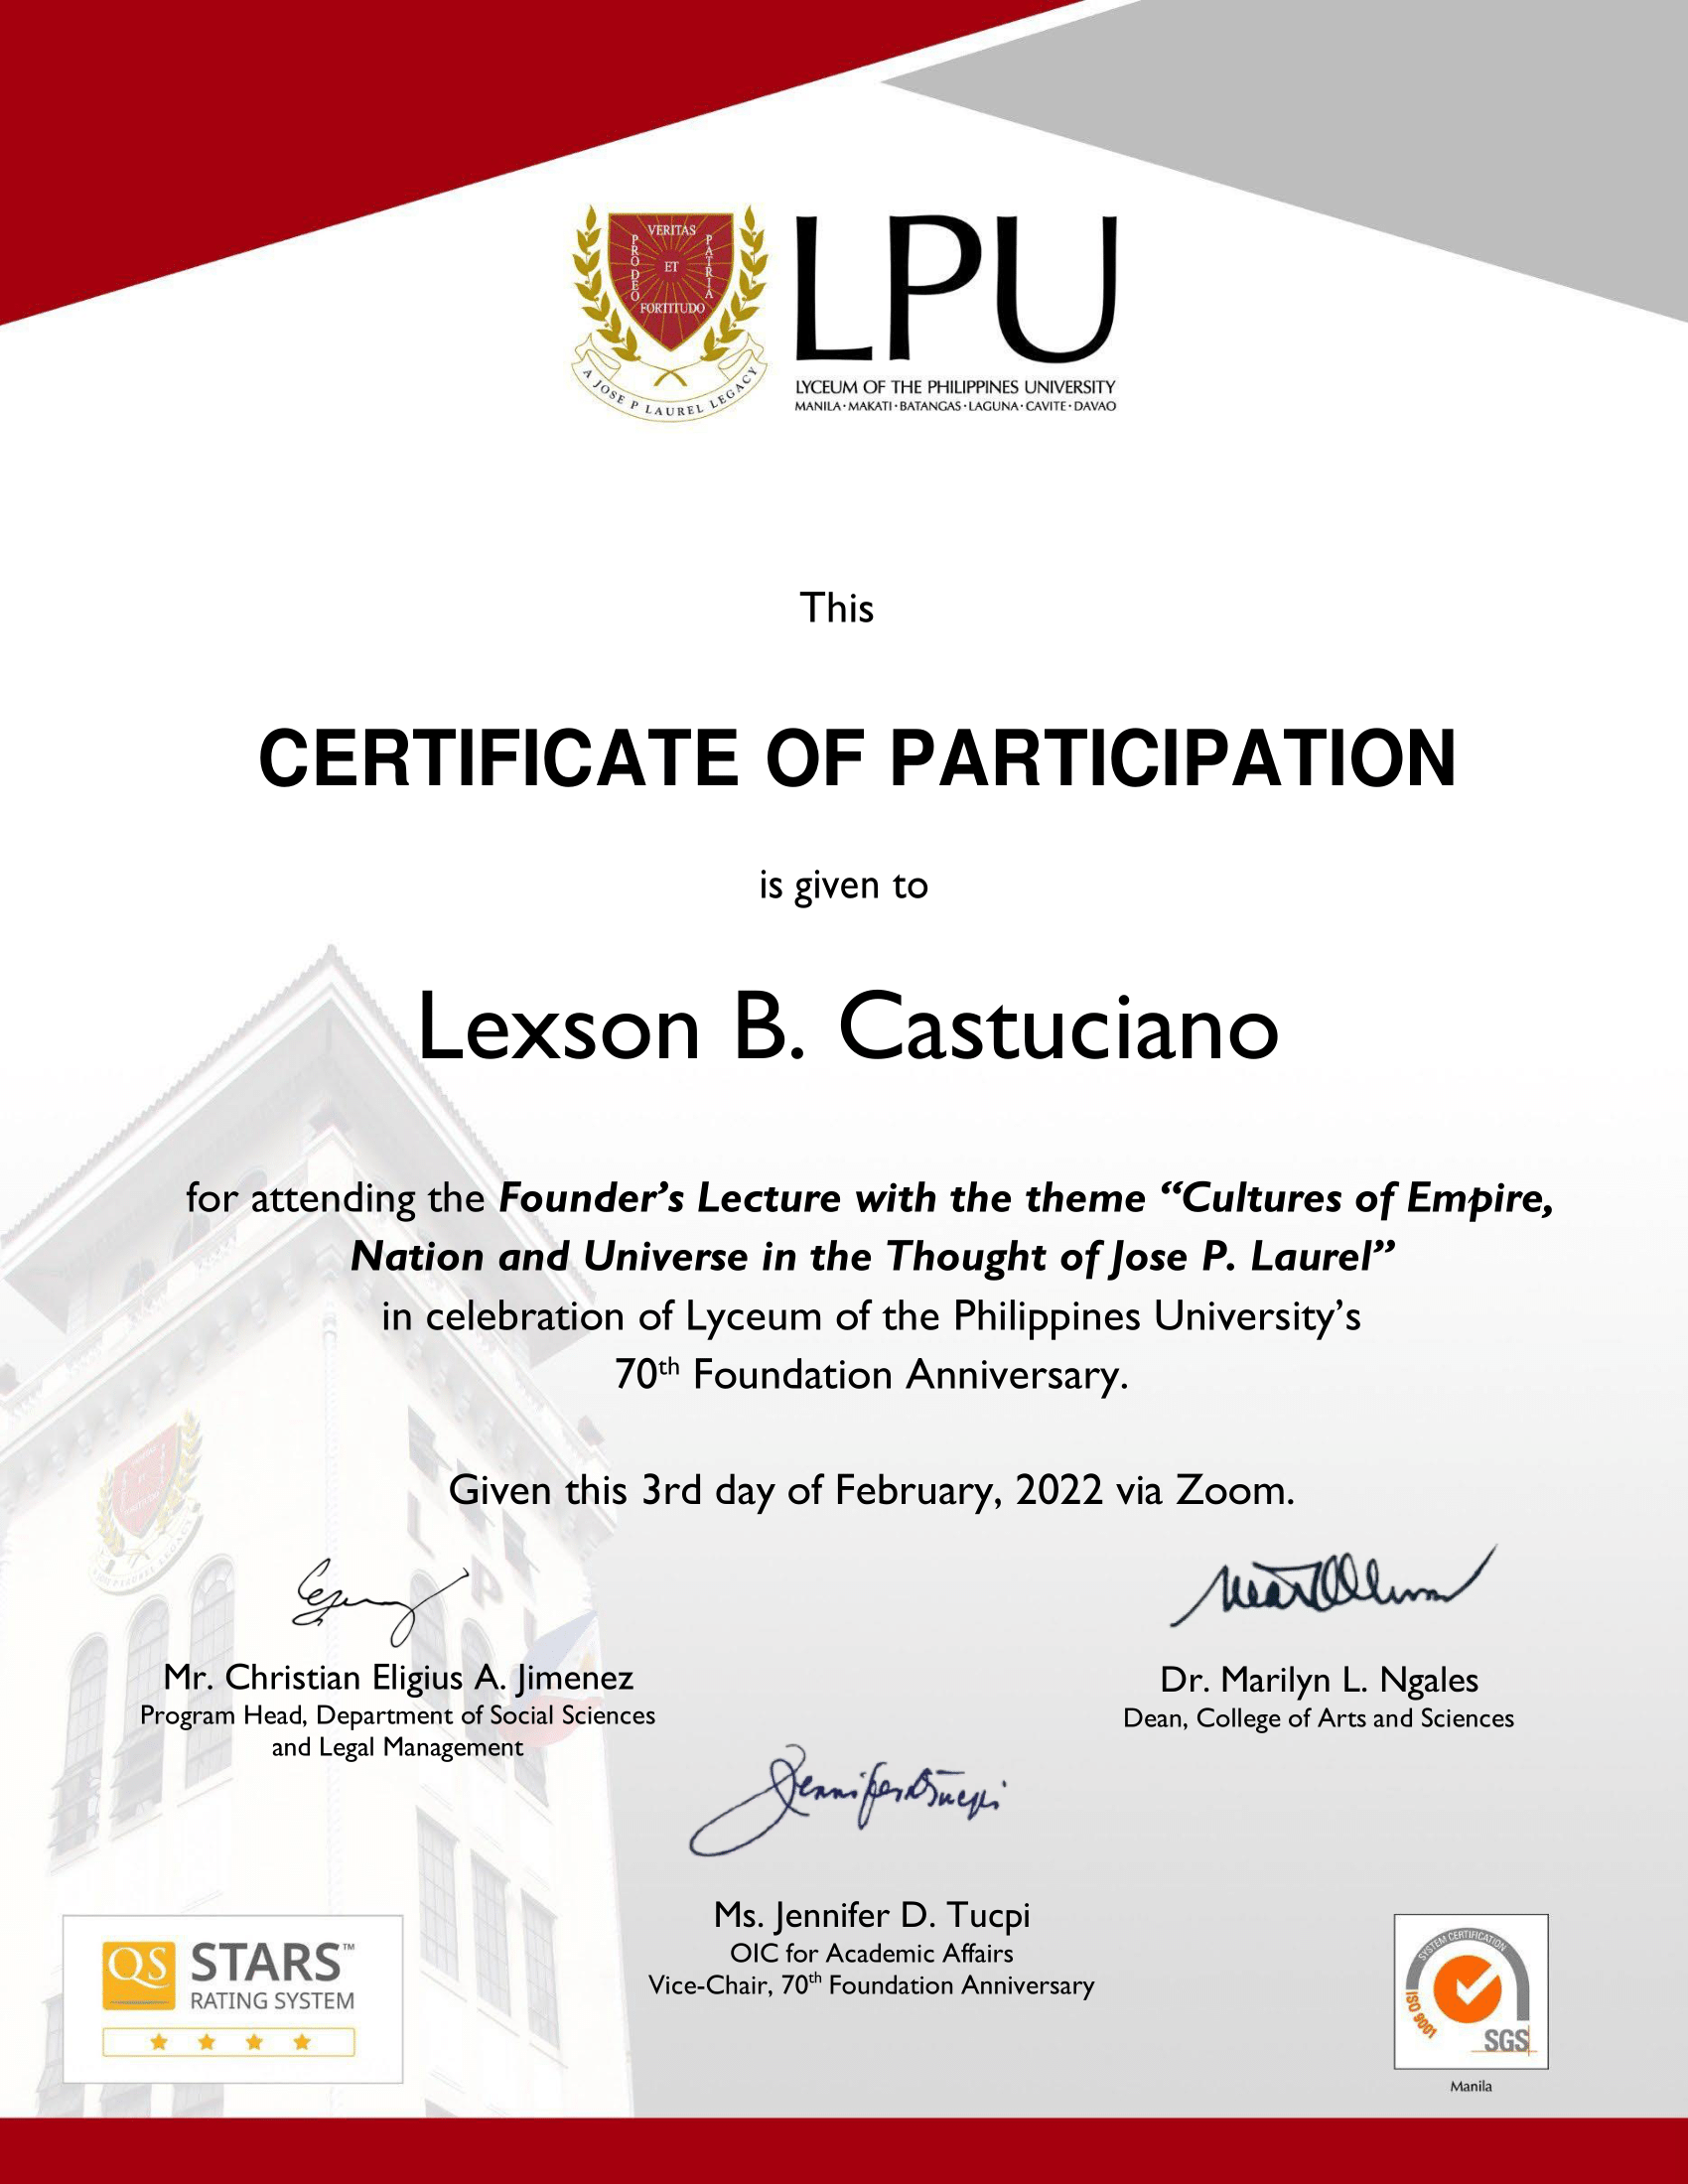 VERITAS
PRO DEO
ET
PATRIA
FORTITUDO
A JOSE P LAUREL LEGACY
LPU
LYCEUM OF THE PHILIPPINES UNIVERSITY
MANILA · MAKATI · BATANGAS · LAGUNA · CAVITE · DAVAO
This
CERTIFICATE OF PARTICIPATION
is given to
Lexson B. Castuciano
for attending the Founder’s Lecture with the theme “Cultures of Empire,
Nation and Universe in the Thought of Jose P. Laurel”
in celebration of Lyceum of the Philippines University’s
70th Foundation Anniversary.
Given this 3rd day of February, 2022 via Zoom.
Mr. Christian Eligius A. Jimenez
Program Head, Department of Social Sciences
and Legal Management
Dr. Marilyn L. Ngales
Dean, College of Arts and Sciences
Ms. Jennifer D. Tucpi
OIC for Academic Affairs
Vice-Chair, 70th Foundation Anniversary
QS STARS™
RATING SYSTEM
SYSTEM CERTIFICATION
ISO 9001
SGS
Manila
LPU